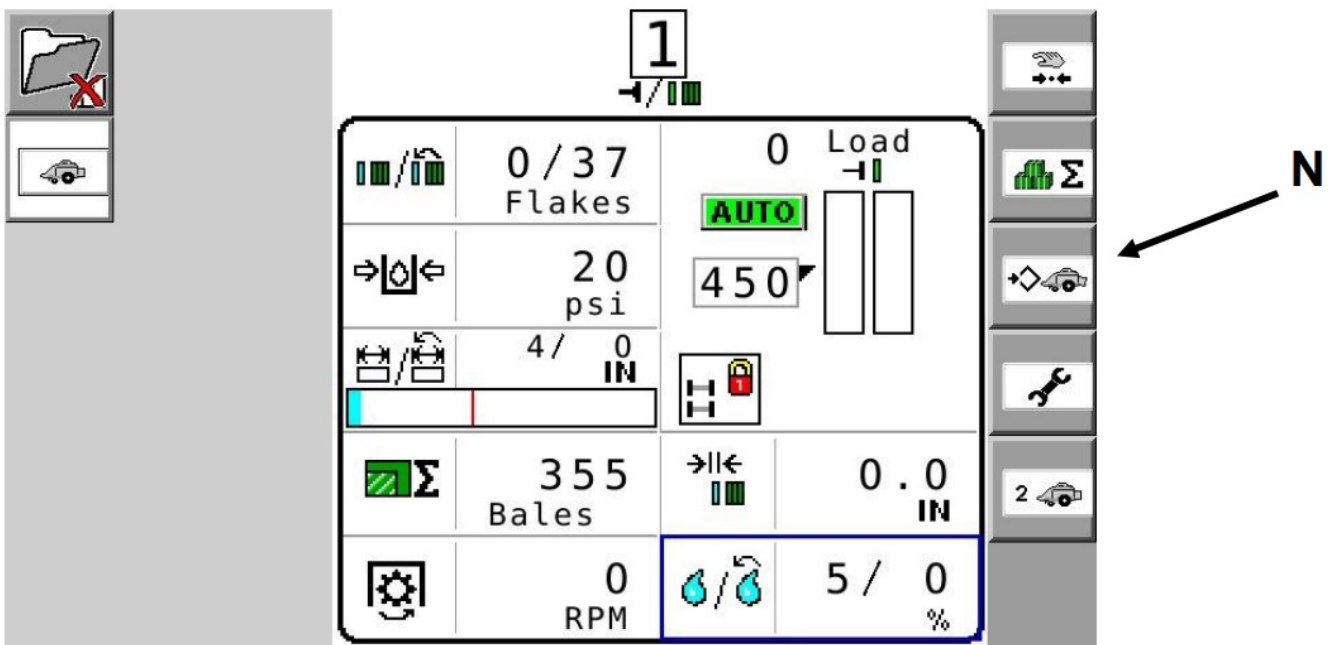 1
N
0/37
Flakes
0
Load
AUTO
20
psi
450
4/ 0
IN
1
355
Bales
0.0
IN
2
0
RPM
5/ 0
%
Σ
Σ